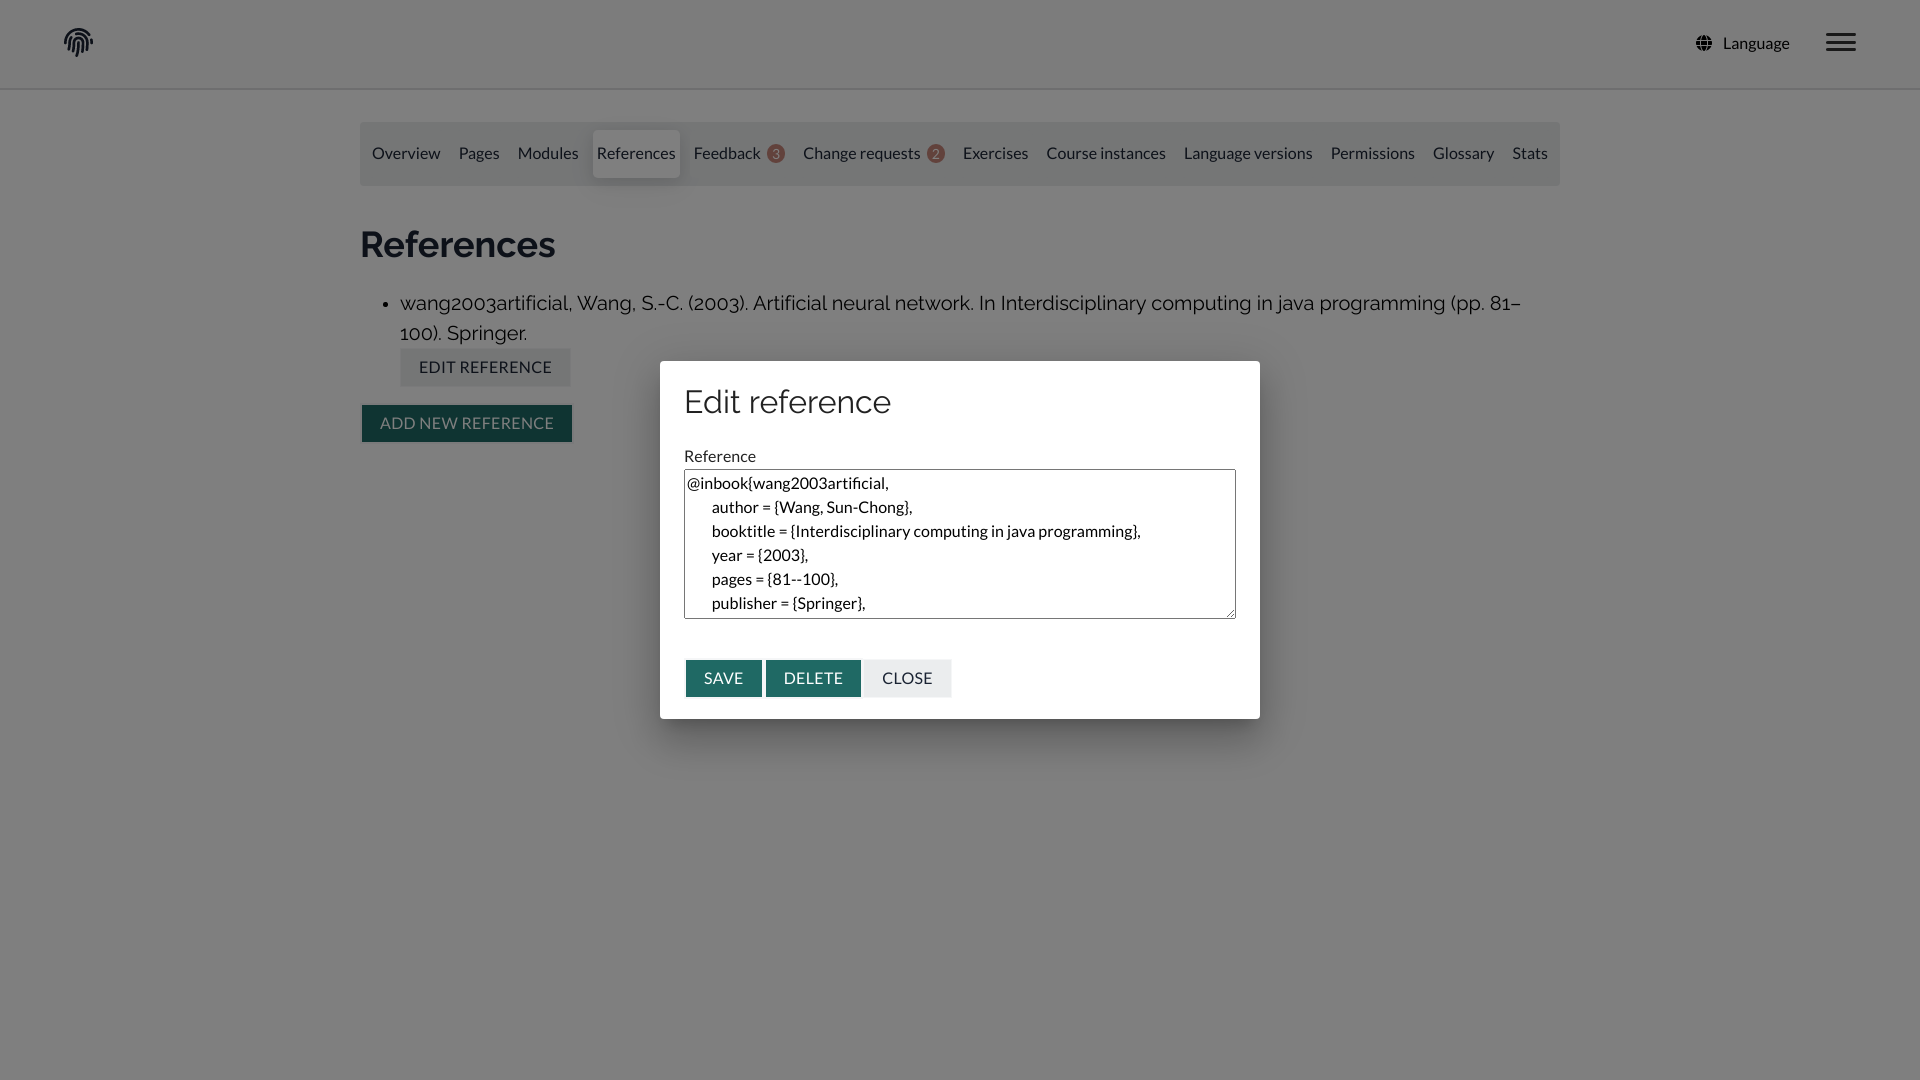 Language
Overview Pages Modules References Feedback 3 Change requests 2 Exercises Course instances Language versions Permissions Glossary Stats
References
• wang2003artificial, Wang, S.-C. (2003). Artificial neural network. In Interdisciplinary computing in java programming (pp. 81–
100). Springer.
EDIT REFERENCE
ADD NEW REFERENCE
Edit reference
Reference
@inbook{wang2003artificial,
author = {Wang, Sun-Chong},
booktitle = {Interdisciplinary computing in java programming},
year = {2003},
pages = {81--100},
publisher = {Springer},
SAVE DELETE CLOSE